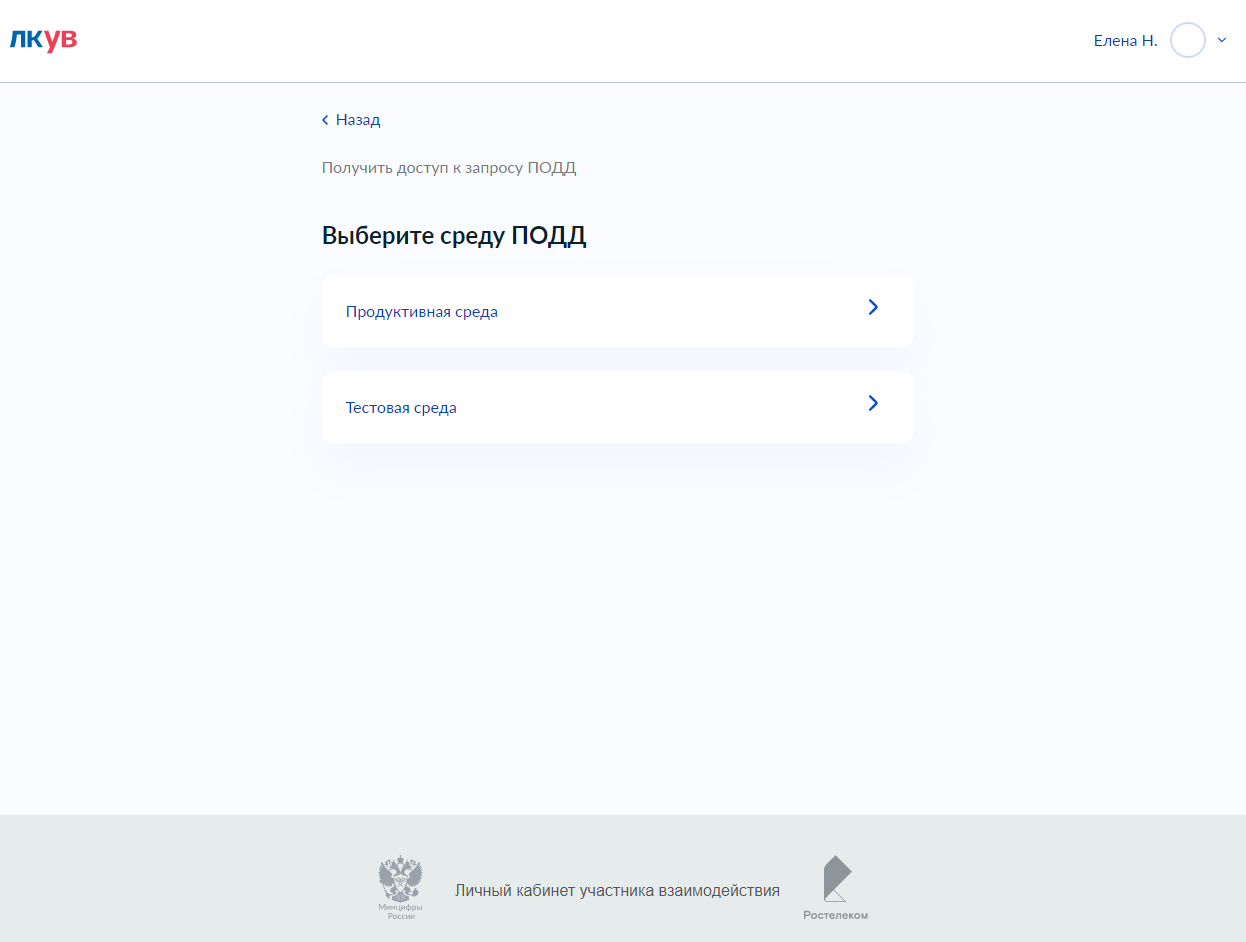 ЛКУВ
Елена Н.
Назад
Получить доступ к запросу ПОДД
Выберите среду ПОДД
Продуктивная среда
Тестовая среда
Минцифры
России
Личный кабинет участника взаимодействия
Ростелеком